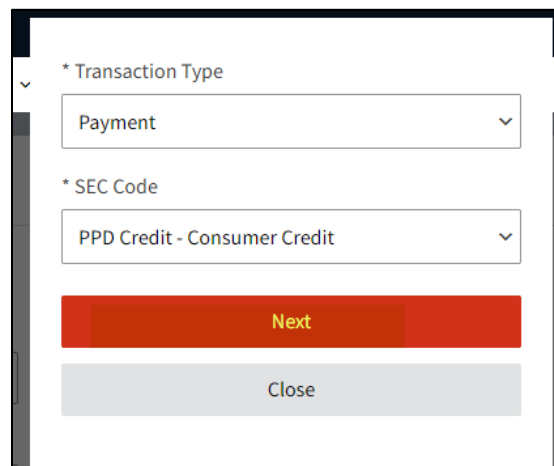 * Transaction Type
Payment
* SEC Code
PPD Credit - Consumer Credit
Next
Close